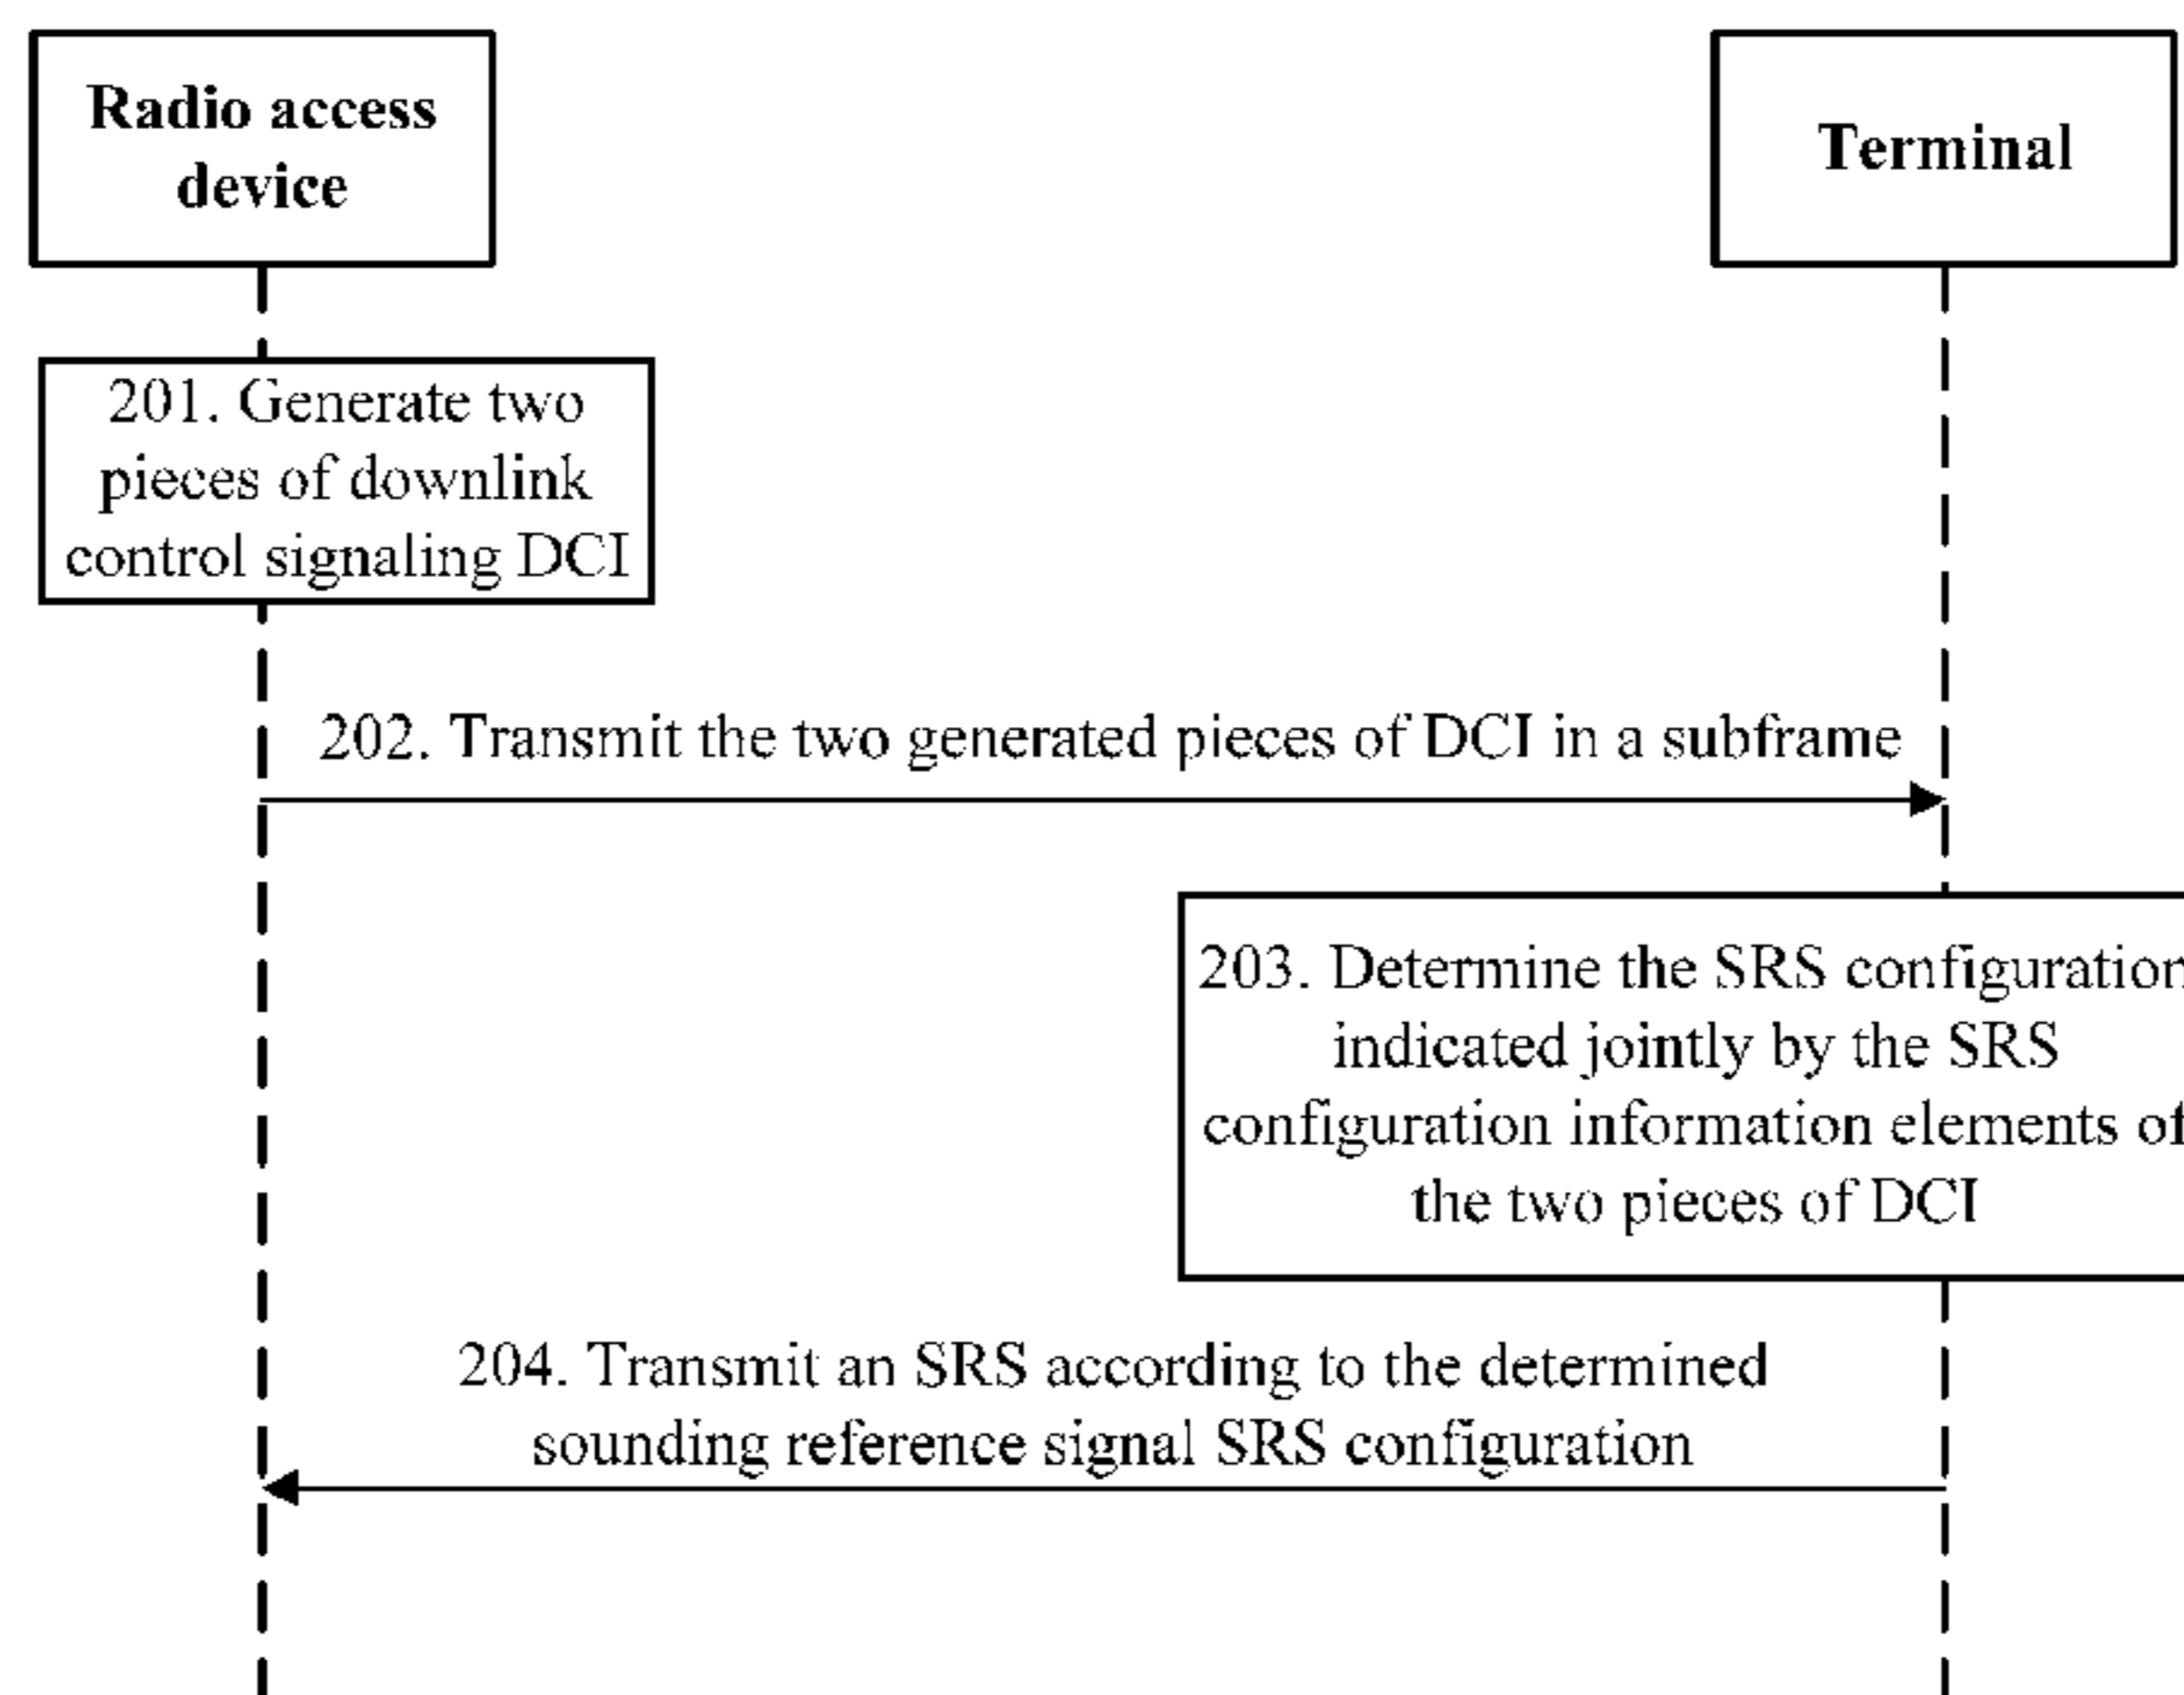 Radio access
device
Terminal
201. Generate two
pieces of downlink
control signaling DCI
202. Transmit the two generated pieces of DCI in a subframe
203. Determine the SRS configuration
indicated jointly by the SRS
configuration information elements of
the two pieces of DCI
204. Transmit an SRS according to the determined
sounding reference signal SRS configuration